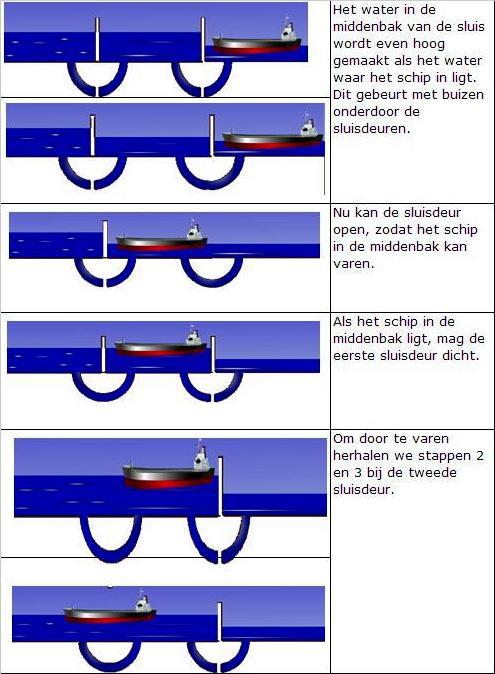 Het water in de
middenbak van de sluis
wordt even hoog
gemaakt als het water
waar het schip in ligt.
Dit gebeurt met buizen
onderdoor de
sluisdeuren.
Nu kan de sluisdeur
open, zodat het schip
in de middenbak kan
varen.
Als het schip in de
middenbak ligt, mag de
eerste sluisdeur dicht.
Om door te varen
herhalen we stappen 2
en 3 bij de tweede
sluisdeur.